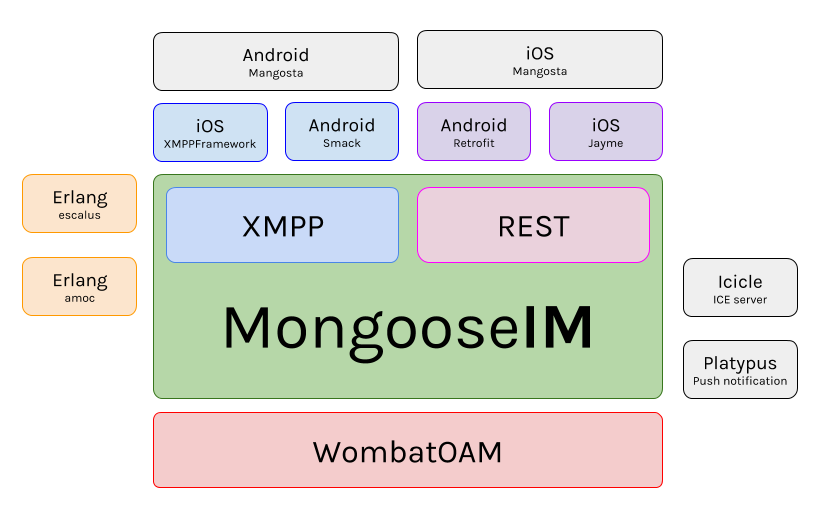 Android
Mangosta
iOS
Mangosta
iOS
XMPPFramework
Android
Smack
Android
Retrofit
iOS
Jayme
Erlang
escalus
Erlang
amoc
XMPP
REST
MongooseIM
Icicle
ICE server
Platypus
Push notification
WombatOAM